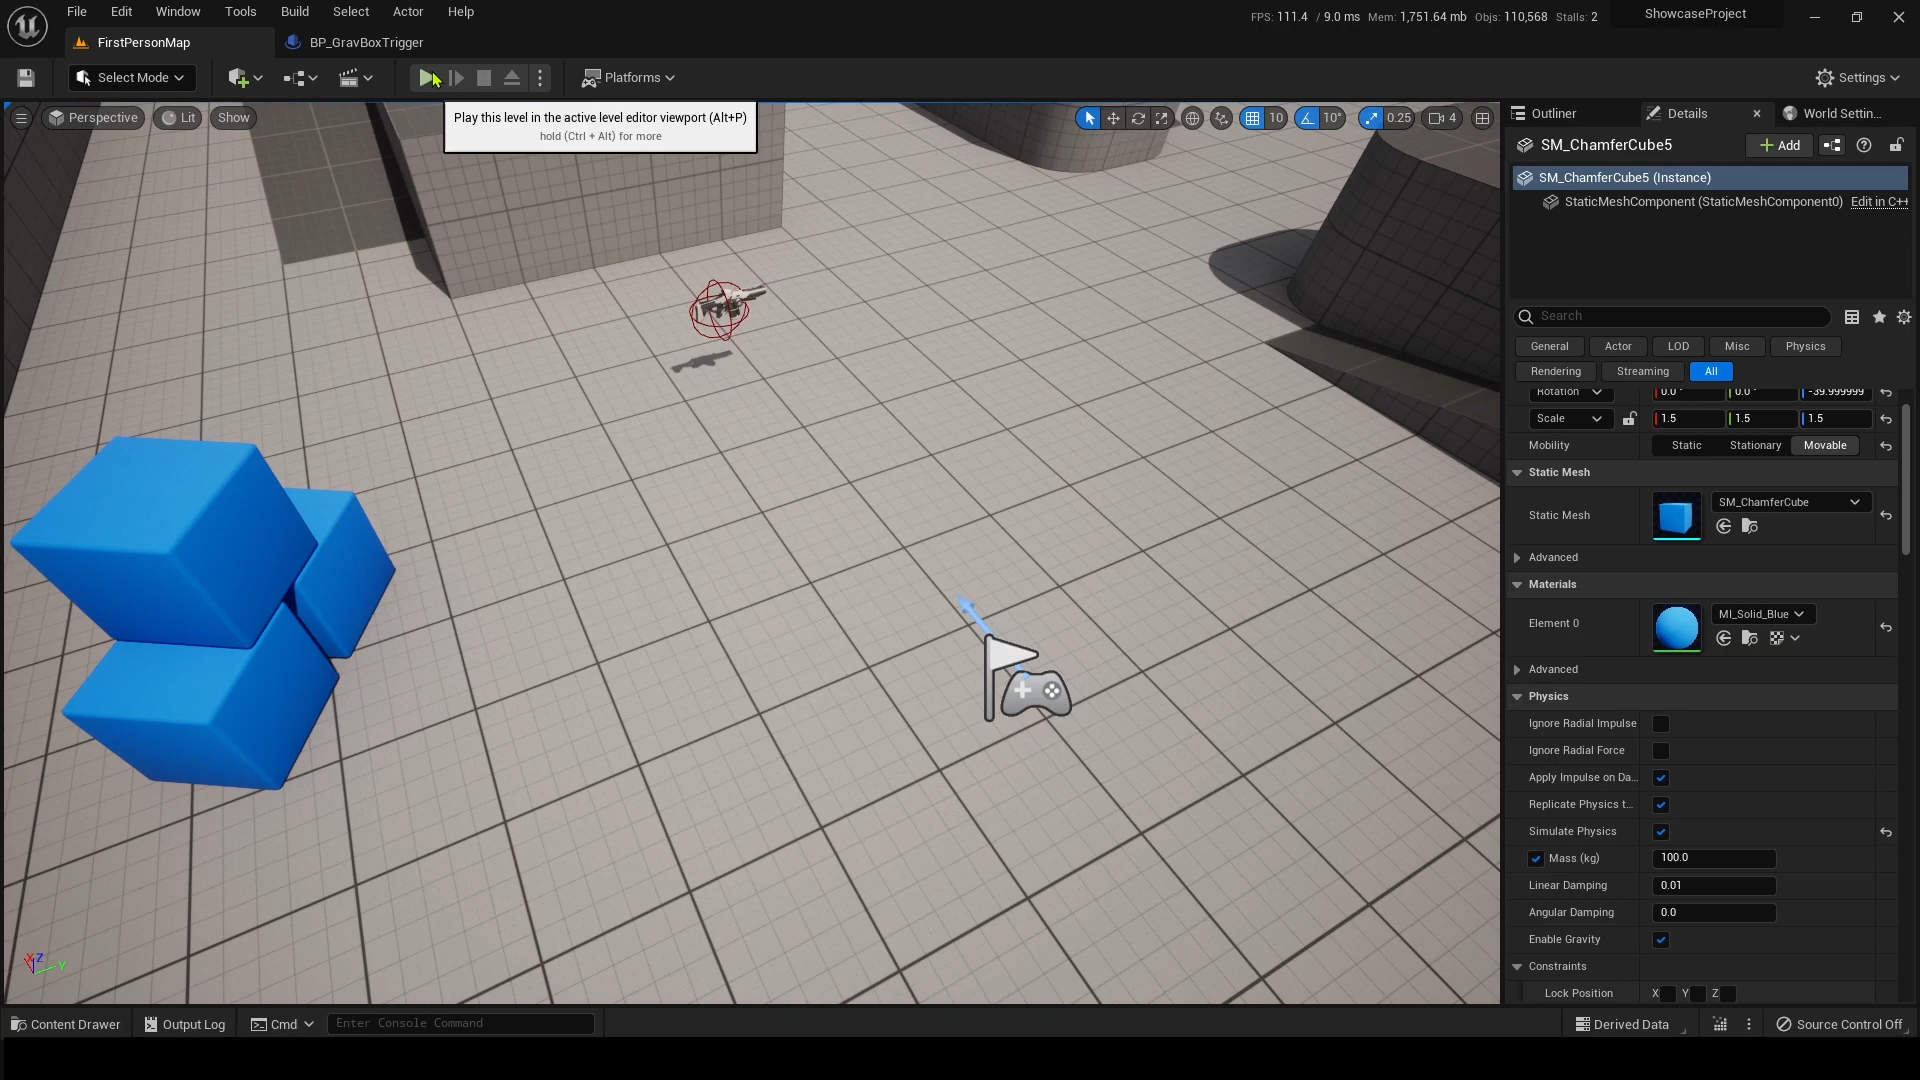 File Edit Window Tools Build Select Actor Help
FPS: 111.4 / 9.0 ms Mem: 1,751.64 mb Objs: 110,568 Stalls: 2
ShowcaseProject
FirstPersonMap
BP_GravBoxTrigger
Select Mode
Platforms
Settings
Perspective
Lit
Show
Play this level in the active level editor viewport (Alt+P)
hold (Ctrl + Alt) for more
10
10°
0.25
4
Outliner
Details
World Settin...
SM_ChamferCube5
Add
SM_ChamferCube5 (Instance)
StaticMeshComponent (StaticMeshComponent0) Edit in C++
Search
General Actor LOD Misc Physics
Rendering Streaming All
Rotation 0.0° 0.0° -39.999999
Scale 1.5 1.5 1.5
Mobility Static Stationary Movable
Static Mesh
Static Mesh SM_ChamferCube
Advanced
Materials
Element 0 MI_Solid_Blue
Advanced
Physics
Ignore Radial Impulse
Ignore Radial Force
Apply Impulse on Da...
Replicate Physics t...
Simulate Physics
Mass (kg) 100.0
Linear Damping 0.01
Angular Damping 0.0
Enable Gravity
Constraints
Lock Position X Y Z
X Z Y
Content Drawer
Output Log
Cmd
Enter Console Command
Derived Data
Source Control Off